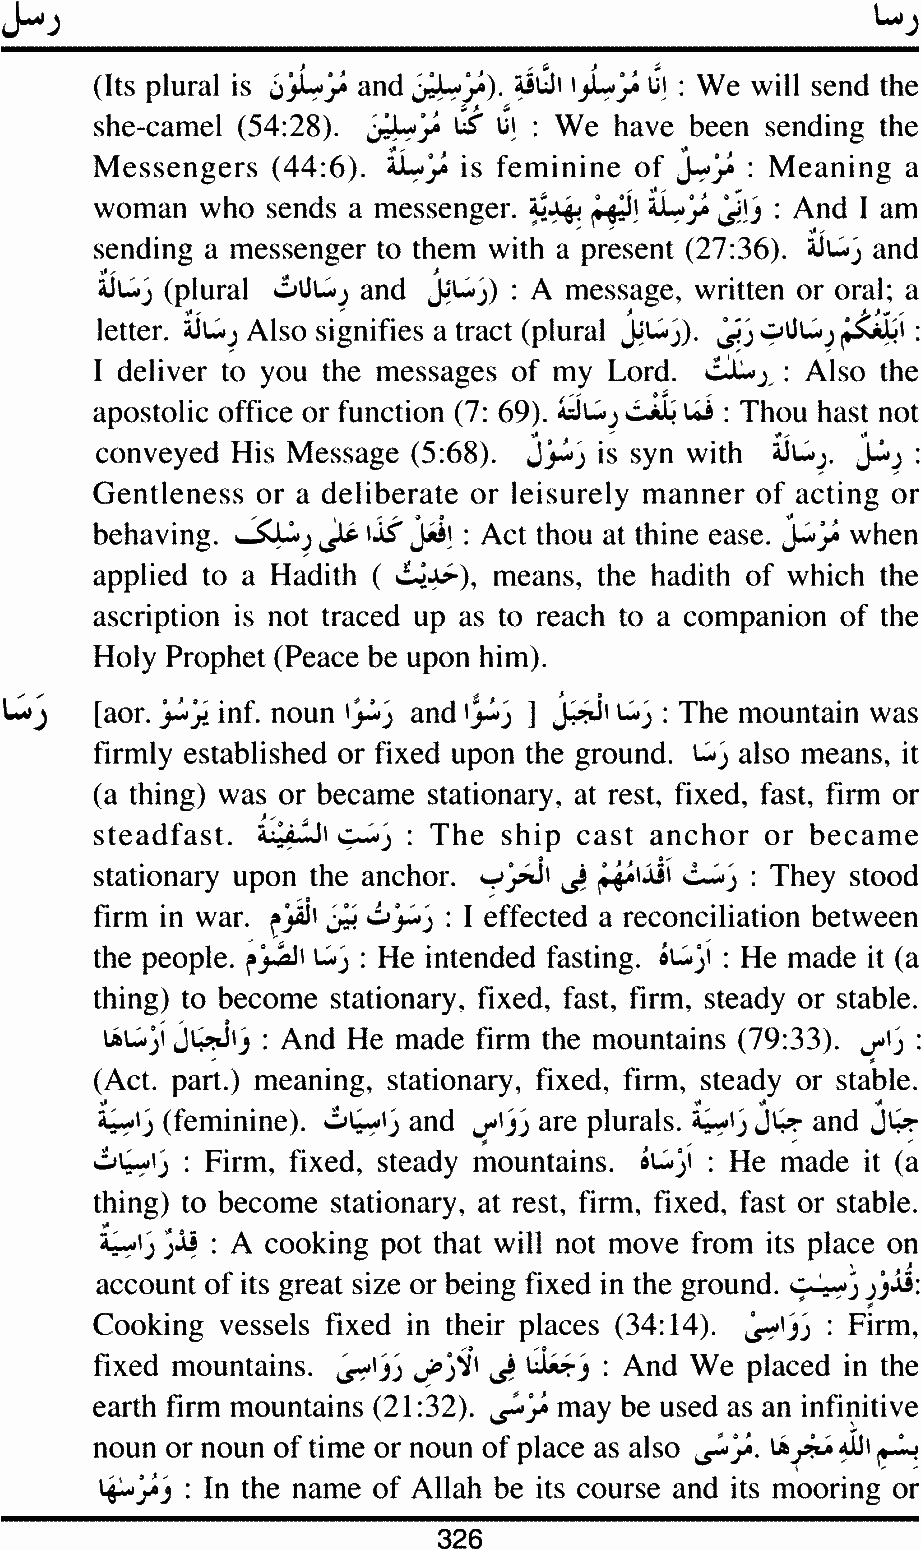 رسل رسا
(Its plural is مُرْسِلُوْنَ and مُرْسِلِيْنَ). اِنَّا مُرْسِلُوا النَّاقَةِ : We will send the
she-camel (54:28). اِنَّ كُنَّا مُرْسِلِيْنَ : We have been sending the
Messengers (44:6). مُرْسِلَةٌ is feminine of مُرْسِلٌ : Meaning a
woman who sends a messenger. وَاِنِّيْ مُرْسِلَةٌ اِلَيْهِمْ بِهَدِيَّةٍ : And I am
sending a messenger to them with a present (27:36). رَسَالَةٌ and
رَسَالَةٌ (plural رِسَالَاتٌ and رَسَائِلُ) : A message, written or oral; a
letter. رِسَالَةٌ Also signifies a tract (plural رَسَائِلُ). اُبَلِّغُكُمْ رِسَالَاتِ رَبِّيْ :
I deliver to you the messages of my Lord. رِسٰلٰتٌ : Also the
apostolic office or function (7: 69). فَمَا بَلَّغْتَ رِسَالَتَهٗ : Thou hast not
conveyed His Message (5:68). رَسُوْلٌ is syn with رِسَالَةٌ. رِسْلٌ :
Gentleness or a deliberate or leisurely manner of acting or
behaving. اِفْعَلْ كَذَا عَلٰى رِسْلِكَ : Act thou at thine ease. مُرْسَلٌ when
applied to a Hadith ( حَدِيْثٌ), means, the hadith of which the
ascription is not traced up as to reach to a companion of the
Holy Prophet (Peace be upon him).
رَسَا [aor. يَرْسُوْ inf. noun رَسْوًا and رَسُوًّا ] رَسَا الْجَبَلُ : The mountain was
firmly established or fixed upon the ground. رَسَا also means, it
(a thing) was or became stationary, at rest, fixed, fast, firm or
steadfast. رَسَتِ السَّفِيْنَةُ : The ship cast anchor or became
stationary upon the anchor. رَسَتْ اَقْدَامُهُمْ فِى الْحَرْبِ : They stood
firm in war. رَسَوْتُ بَيْنَ الْقَوْمِ : I effected a reconciliation between
the people. رَسَا الصَّوْمَ : He intended fasting. اَرْسَاهُ : He made it (a
thing) to become stationary, fixed, fast, firm, steady or stable.
وَالْجِبَالَ اَرْسَاهَا : And He made firm the mountains (79:33). رَاسٍ :
(Act. part.) meaning, stationary, fixed, firm, steady or stable.
رَاسِيَةٌ (feminine). رَاسِيَاتٌ and رَوَاسٍ are plurals. جِبَالٌ رَاسِيَةٌ and جِبَالٌ
رَاسِيَاتٌ : Firm, fixed, steady mountains. اَرْسَاهُ : He made it (a
thing) to become stationary, at rest, firm, fixed, fast or stable.
قِدْرٌ رَاسِيَةٌ : A cooking pot that will not move from its place on
account of its great size or being fixed in the ground. قُدُوْرٍ رَّسِيٰتٍ:
Cooking vessels fixed in their places (34:14). رَوَاسِيْ : Firm,
fixed mountains. وَجَعَلْنَا فِى الْاَرْضِ رَوَاسِيَ : And We placed in the
earth firm mountains (21:32). مُرْسًى may be used as an infinitive
noun or noun of time or noun of place as also مُرْسًى. بِسْمِ اللّٰهِ مَجْرٖهَا
وَمُرْسٰهَا : In the name of Allah be its course and its mooring or
326